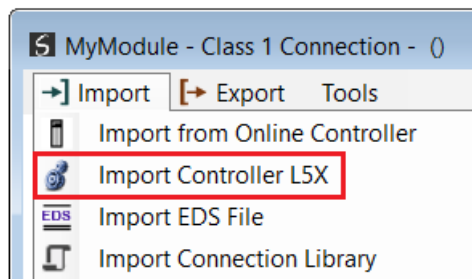 S MyModule - Class 1 Connection - ()
Import Export Tools
Import from Online Controller
Import Controller L5X
EDS Import EDS File
Import Connection Library